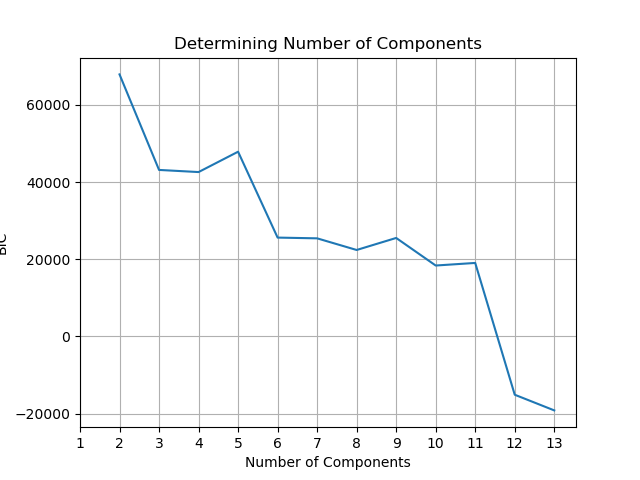 Determining Number of Components
60000
40000
20000
0
−20000
BIC
1 2 3 4 5 6 7 8 9 10 11 12 13
Number of Components